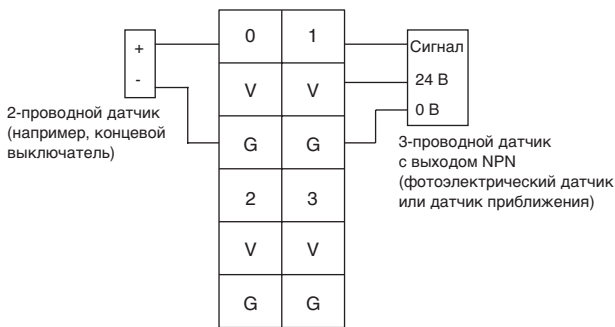 +
-
2-проводной датчик
(например, концевой
выключатель)
0 1
V V
G G
2 3
V V
G G
Сигнал
24 В
0 В
3-проводной датчик
с выходом NPN
(фотоэлектрический датчик
или датчик приближения)